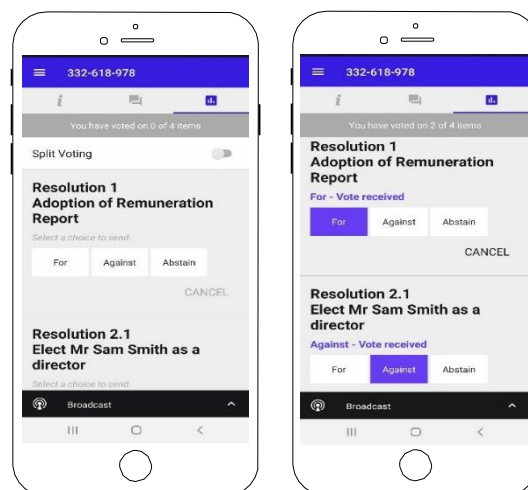 332-618-978
You have voted on 0 of 4 items
Split Voting
Resolution 1
Adoption of Remuneration
Report
Select a choice to send.
For Against Abstain
CANCEL
Resolution 2.1
Elect Mr Sam Smith as a
director
Select a choice to send.
Broadcast
332-618-978
You have voted on 2 of 4 items
Resolution 1
Adoption of Remuneration
Report
For - Vote received
For Against Abstain
CANCEL
Resolution 2.1
Elect Mr Sam Smith as a
director
Against - Vote received
For Against Abstain
Broadcast